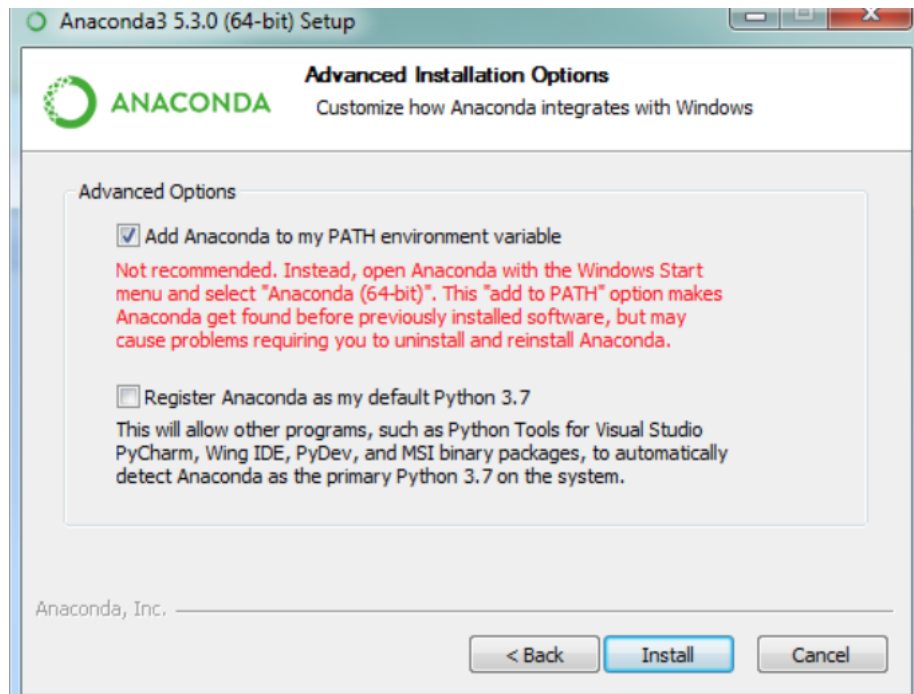 Anaconda3 5.3.0 (64-bit) Setup
ANACONDA
Advanced Installation Options
Customize how Anaconda integrates with Windows
Advanced Options
Add Anaconda to my PATH environment variable
Not recommended. Instead, open Anaconda with the Windows Start
menu and select "Anaconda (64-bit)". This "add to PATH" option makes
Anaconda get found before previously installed software, but may
cause problems requiring you to uninstall and reinstall Anaconda.
Register Anaconda as my default Python 3.7
This will allow other programs, such as Python Tools for Visual Studio
PyCharm, Wing IDE, PyDev, and MSI binary packages, to automatically
detect Anaconda as the primary Python 3.7 on the system.
Anaconda, Inc.
< Back Install Cancel